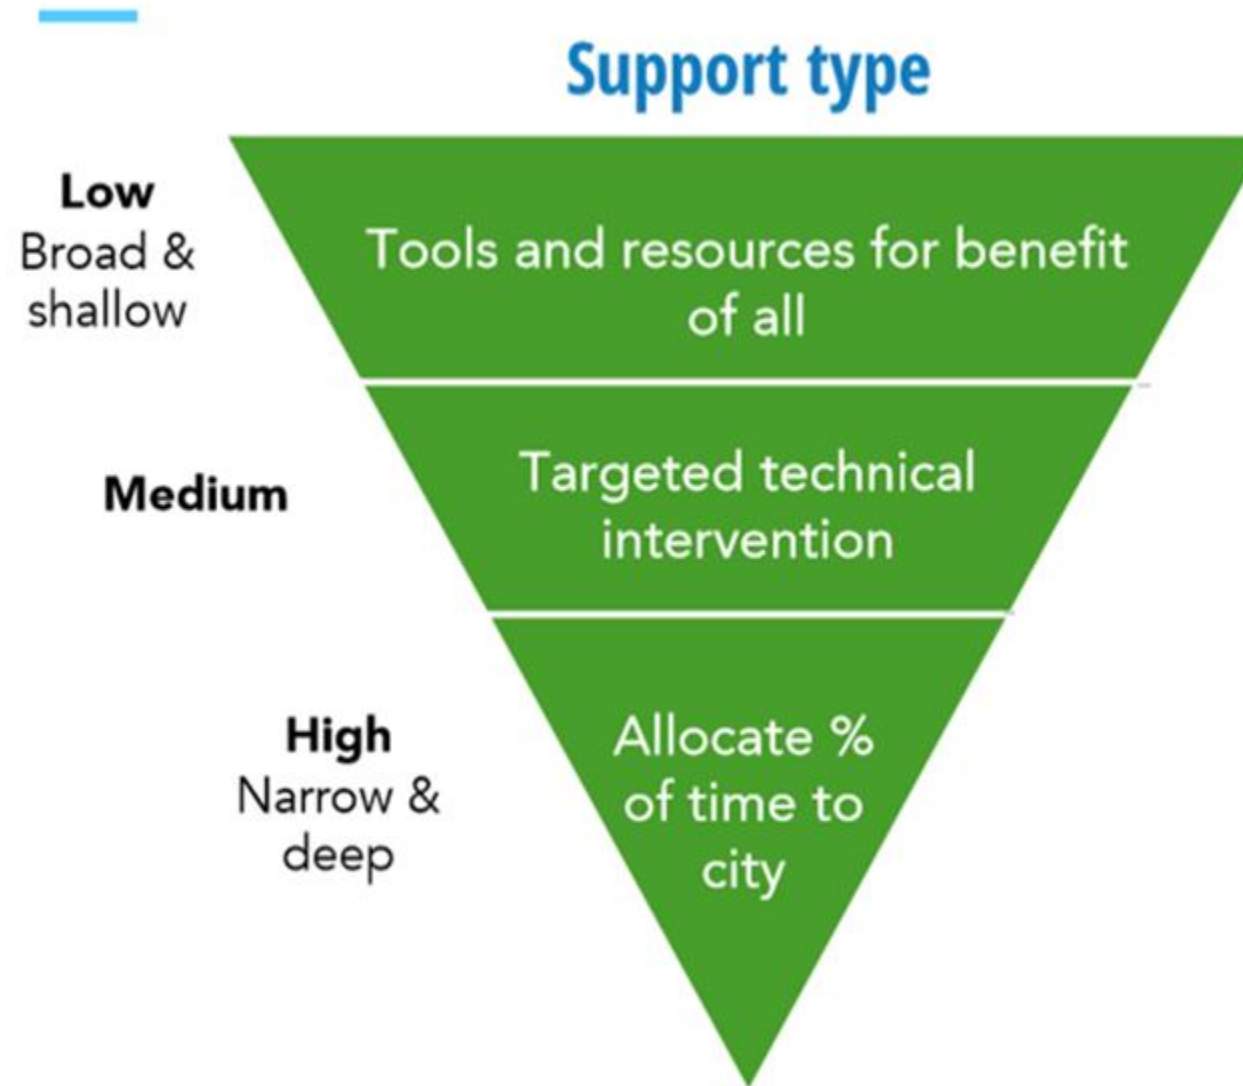 Support type
Low
Broad &
shallow
Tools and resources for benefit
of all
Medium
Targeted technical
intervention
High
Narrow &
deep
Allocate %
of time to
city